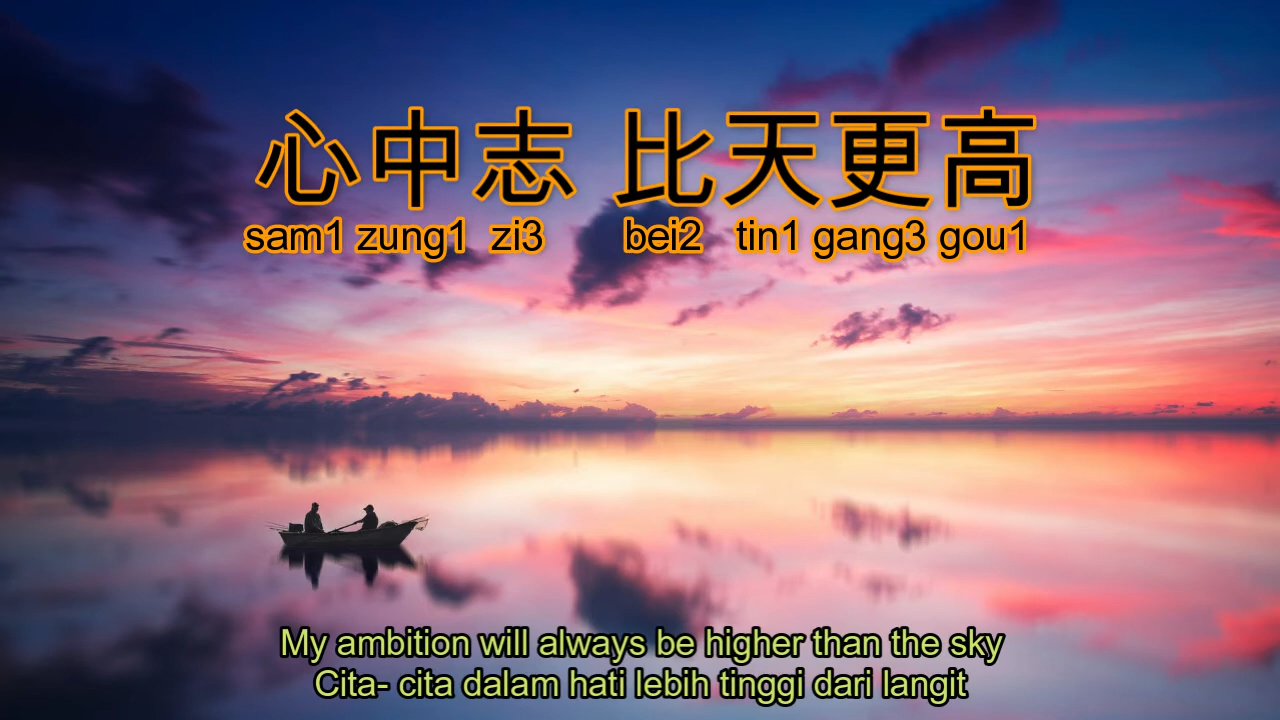 心中志 比天更高
sam1 zung1 zi3 bei2 tin1 gang3 gou1
My ambition will always be higher than the sky
Cita- cita dalam hati lebih tinggi dari langit